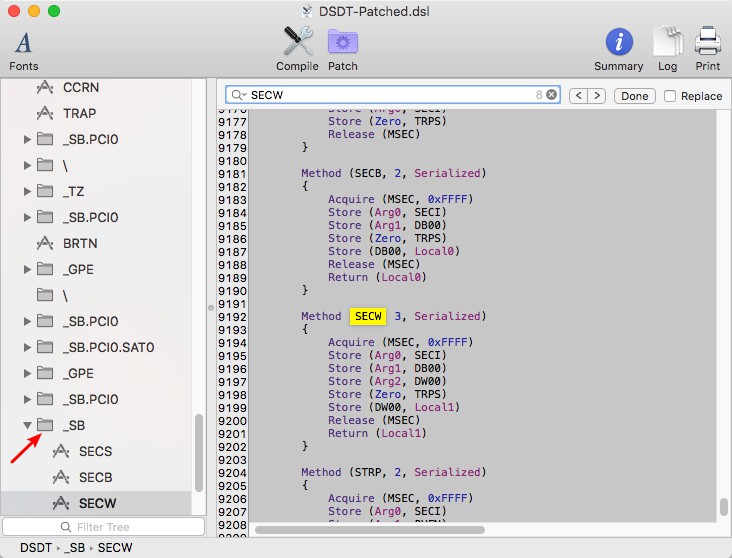 DSDT-Patched.dsl
Fonts
Compile
Patch
Summary
Log
Print
CCRN
TRAP
_SB.PCI0
\
_TZ
_SB.PCI0
BRTN
_GPE
\
_SB.PCI0
_SB.PCI0.SAT0
_GPE
_SB.PCI0
_SB
SECS
SECB
SECW
Filter Tree
DSDT _SB SECW
SECW 8 Done Replace
9176 Store (Arg0, SECI)
9177 Store (Zero, TRPS)
9178 Release (MSEC)
9179 }
9180
9181 Method (SECB, 2, Serialized)
9182 {
9183 Acquire (MSEC, 0xFFFF)
9184 Store (Arg0, SECI)
9185 Store (Arg1, DB00)
9186 Store (Zero, TRPS)
9187 Store (DB00, Local0)
9188 Release (MSEC)
9189 Return (Local0)
9190 }
9191
9192 Method SECW 3, Serialized)
9193 {
9194 Acquire (MSEC, 0xFFFF)
9195 Store (Arg0, SECI)
9196 Store (Arg1, DB00)
9197 Store (Arg2, DW00)
9198 Store (Zero, TRPS)
9199 Store (DW00, Local1)
9200 Release (MSEC)
9201 Return (Local1)
9202 }
9203
9204 Method (STRP, 2, Serialized)
9205 {
9206 Acquire (MSEC, 0xFFFF)
9207 Store (Arg0, SECI)
9208